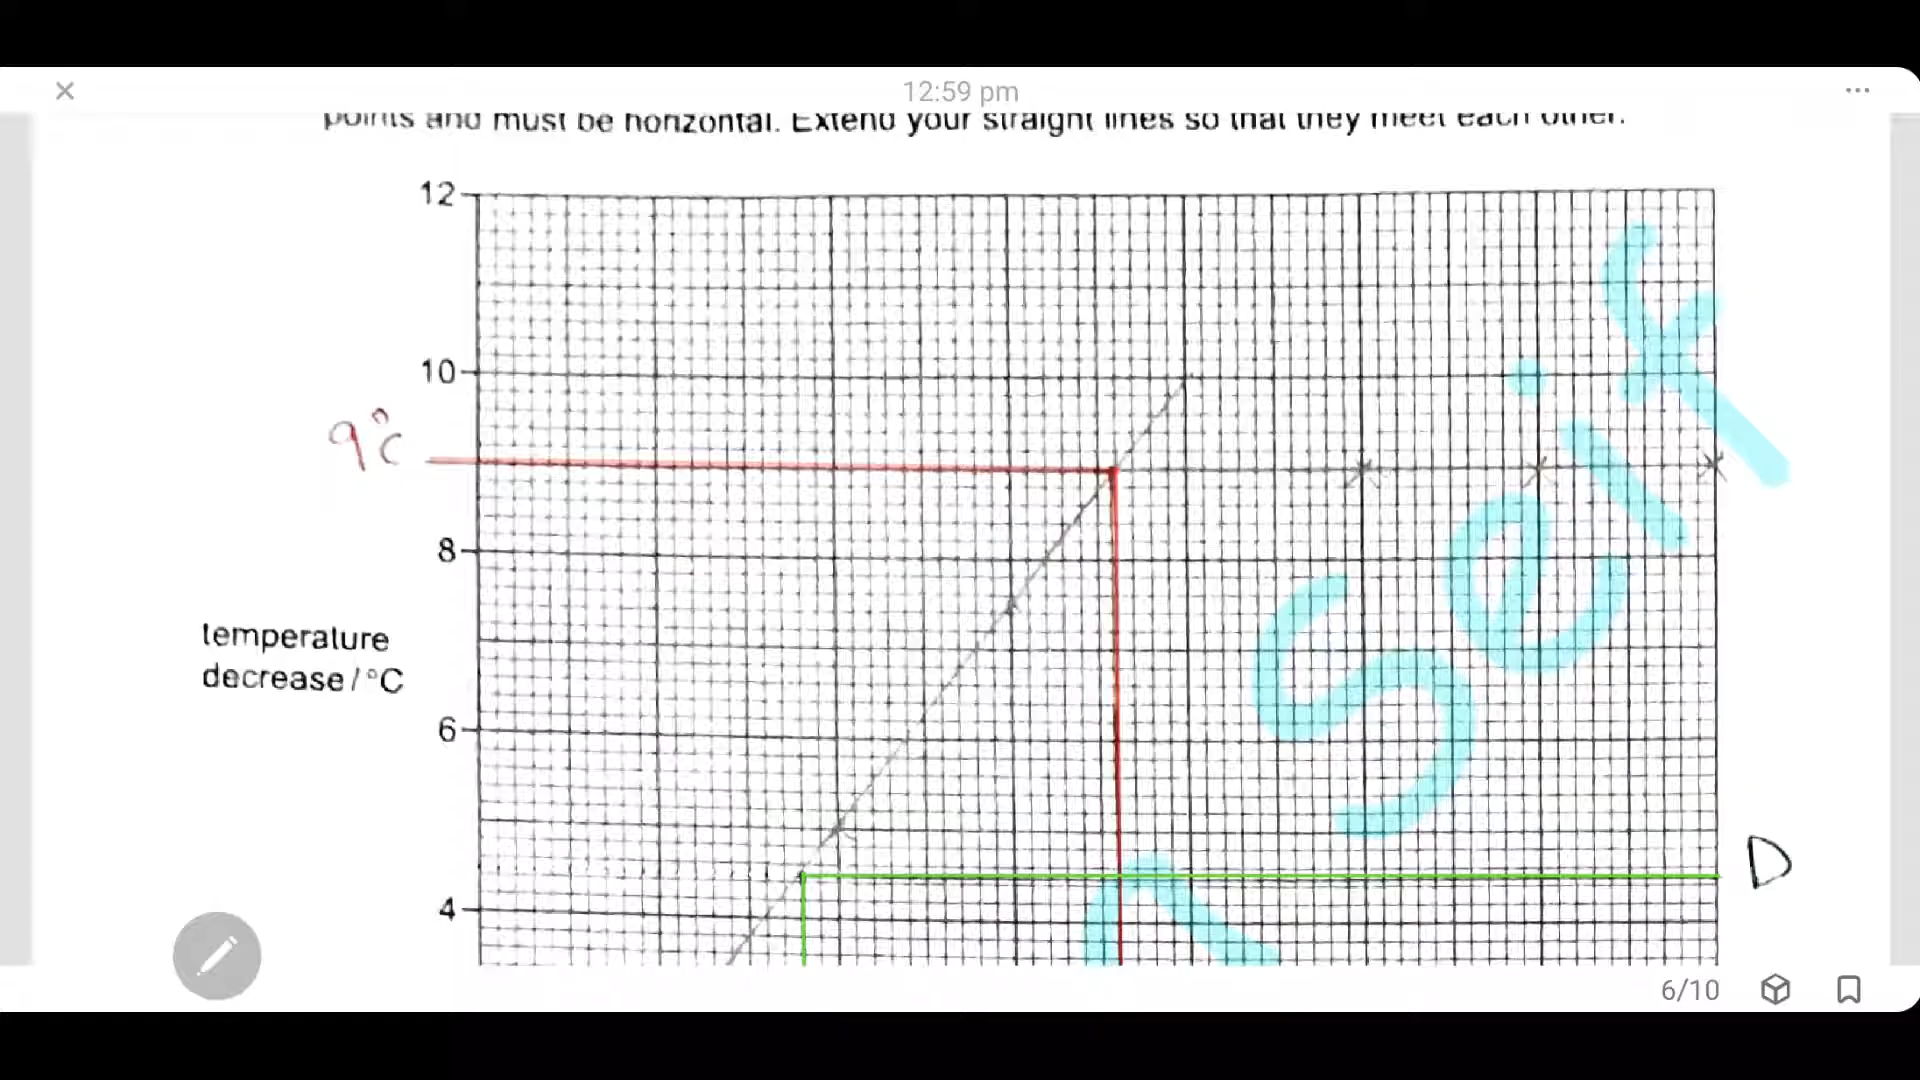 12:59 pm
points and must be horizontal. Extend your straight lines so that they meet each other.
12
10
9°C
8
temperature
decrease / °C
6
4
Seif
D
6/10